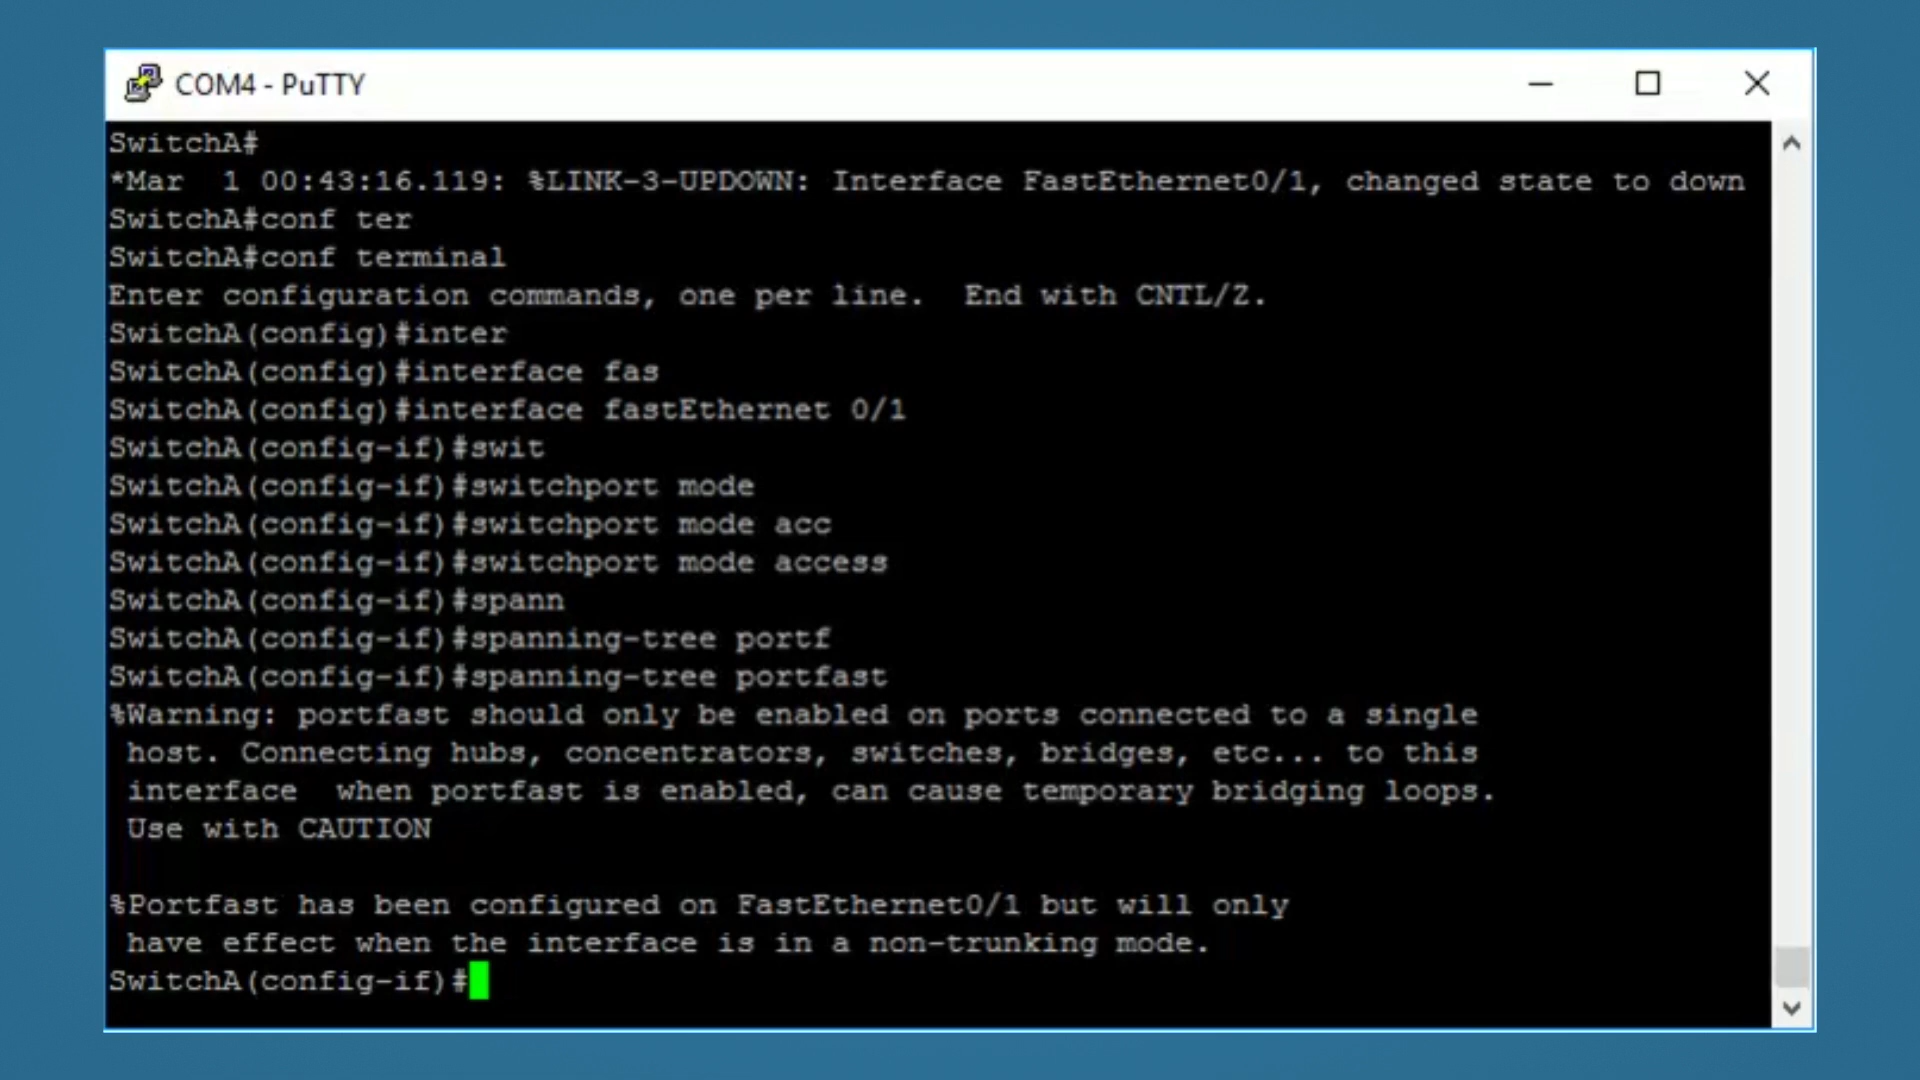 COM4 - PuTTY
SwitchA#
*Mar  1 00:43:16.119: %LINK-3-UPDOWN: Interface FastEthernet0/1, changed state to down
SwitchA#conf ter
SwitchA#conf terminal
Enter configuration commands, one per line.  End with CNTL/Z.
SwitchA(config)#inter
SwitchA(config)#interface fas
SwitchA(config)#interface fastEthernet 0/1
SwitchA(config-if)#swit
SwitchA(config-if)#switchport mode
SwitchA(config-if)#switchport mode acc
SwitchA(config-if)#switchport mode access
SwitchA(config-if)#spann
SwitchA(config-if)#spanning-tree portf
SwitchA(config-if)#spanning-tree portfast
%Warning: portfast should only be enabled on ports connected to a single
 host. Connecting hubs, concentrators, switches, bridges, etc... to this
 interface  when portfast is enabled, can cause temporary bridging loops.
 Use with CAUTION
%Portfast has been configured on FastEthernet0/1 but will only
 have effect when the interface is in a non-trunking mode.
SwitchA(config-if)#